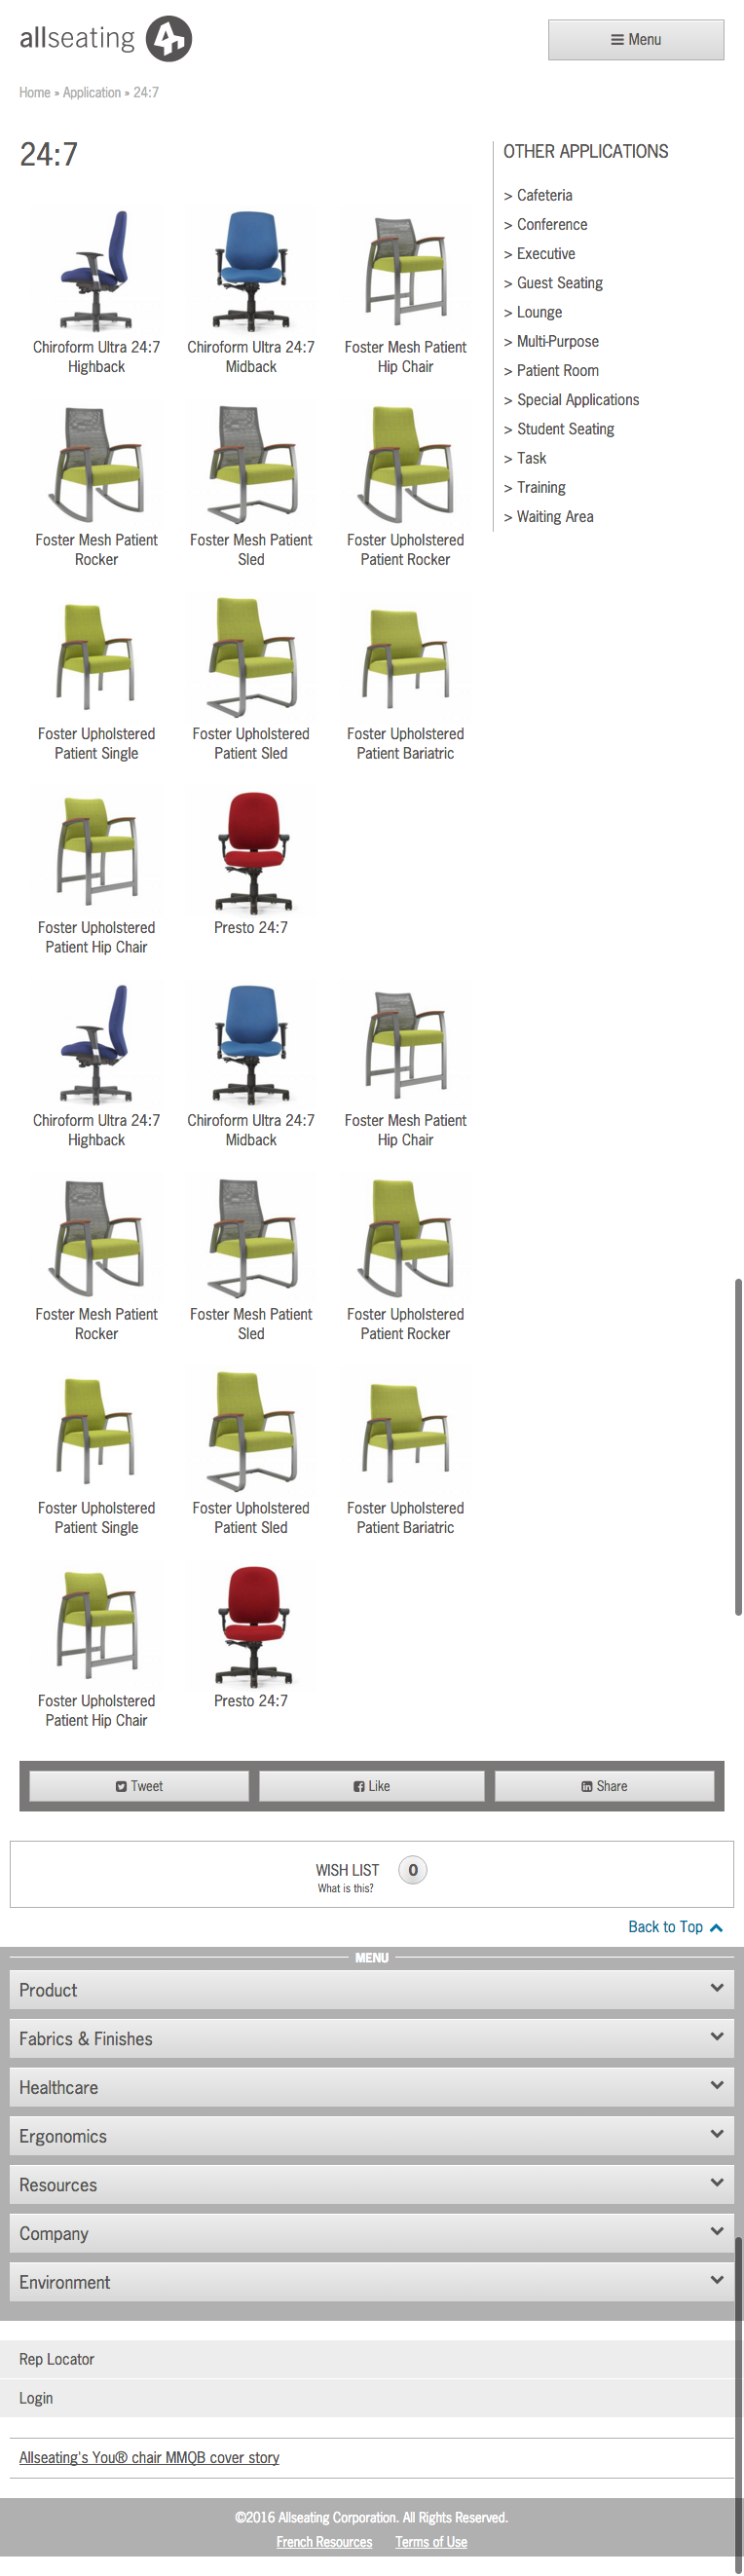 allseating
Menu
Home » Application » 24:7
24:7
Chiroform Ultra 24:7
Highback
Chiroform Ultra 24:7
Midback
Foster Mesh Patient
Hip Chair
Foster Mesh Patient
Rocker
Foster Mesh Patient
Sled
Foster Upholstered
Patient Rocker
Foster Upholstered
Patient Single
Foster Upholstered
Patient Sled
Foster Upholstered
Patient Bariatric
Foster Upholstered
Patient Hip Chair
Presto 24:7
Chiroform Ultra 24:7
Highback
Chiroform Ultra 24:7
Midback
Foster Mesh Patient
Hip Chair
Foster Mesh Patient
Rocker
Foster Mesh Patient
Sled
Foster Upholstered
Patient Rocker
Foster Upholstered
Patient Single
Foster Upholstered
Patient Sled
Foster Upholstered
Patient Bariatric
Foster Upholstered
Patient Hip Chair
Presto 24:7
OTHER APPLICATIONS
> Cafeteria
> Conference
> Executive
> Guest Seating
> Lounge
> Multi-Purpose
> Patient Room
> Special Applications
> Student Seating
> Task
> Training
> Waiting Area
Tweet
Like
Share
WISH LIST 0
What is this?
Back to Top
MENU
Product
Fabrics & Finishes
Healthcare
Ergonomics
Resources
Company
Environment
Rep Locator
Login
Allseating's You® chair MMQB cover story
©2016 Allseating Corporation. All Rights Reserved.
French Resources Terms of Use